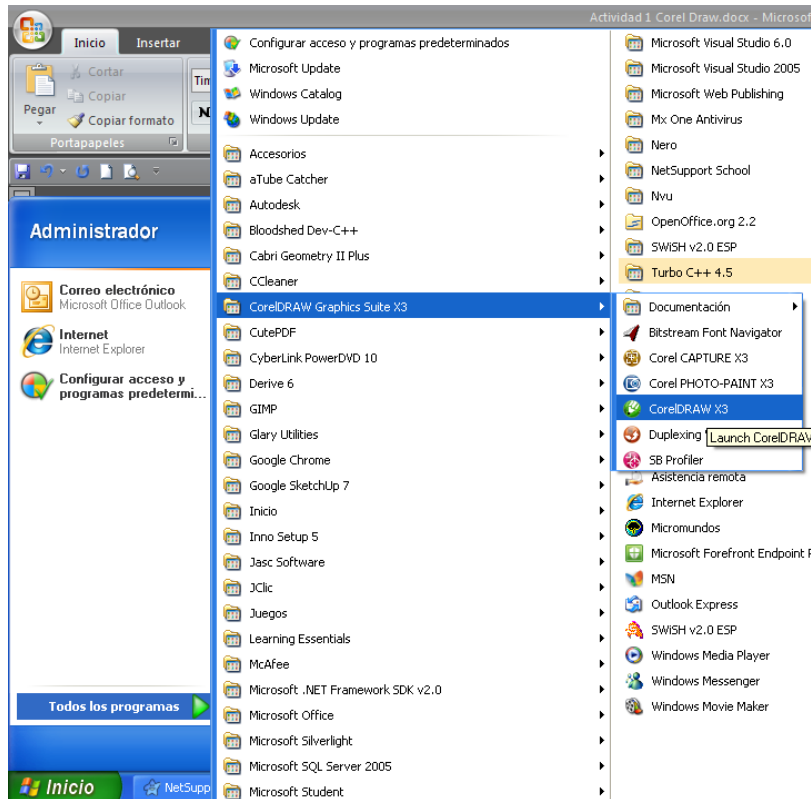 Actividad 1 Corel Draw.docx - Microsof
Inicio
Insertar
Cortar
Copiar
Pegar
Copiar formato
Portapapeles
Tin
N
Administrador
Correo electrónico
Microsoft Office Outlook
Internet
Internet Explorer
Configurar acceso y
programas predetermi...
Todos los programas
Inicio
NetSupp
Configurar acceso y programas predeterminados
Microsoft Update
Windows Catalog
Windows Update
Accesorios
aTube Catcher
Autodesk
Bloodshed Dev-C++
Cabri Geometry II Plus
CCleaner
CorelDRAW Graphics Suite X3
CutePDF
CyberLink PowerDVD 10
Derive 6
GIMP
Glary Utilities
Google Chrome
Google SketchUp 7
Inicio
Inno Setup 5
Jasc Software
JClic
Juegos
Learning Essentials
McAfee
Microsoft .NET Framework SDK v2.0
Microsoft Office
Microsoft Silverlight
Microsoft SQL Server 2005
Microsoft Student
Microsoft Visual Studio 6.0
Microsoft Visual Studio 2005
Microsoft Web Publishing
Mx One Antivirus
Nero
NetSupport School
Nvu
OpenOffice.org 2.2
SWiSH v2.0 ESP
Turbo C++ 4.5
Documentación
Bitstream Font Navigator
Corel CAPTURE X3
Corel PHOTO-PAINT X3
CorelDRAW X3
Duplexing
Launch CorelDRAW
SB Profiler
Asistencia remota
Internet Explorer
Micromundos
Microsoft Forefront Endpoint P
MSN
Outlook Express
SWiSH v2.0 ESP
Windows Media Player
Windows Messenger
Windows Movie Maker